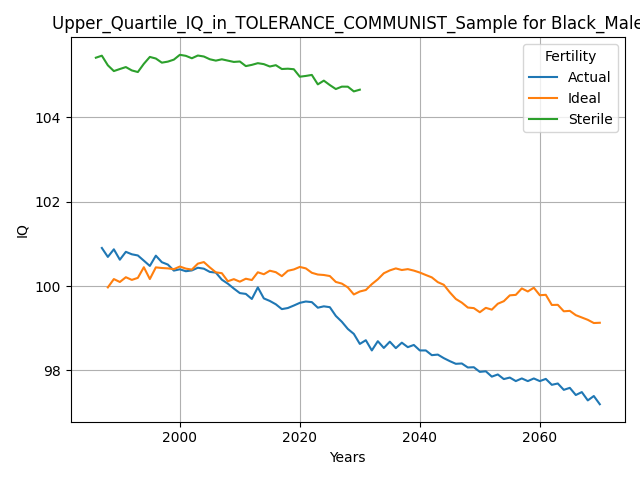 Upper_Quartile_IQ_in_TOLERANCE_COMMUNIST_Sample for Black_Male
Fertility
Actual
Ideal
Sterile
IQ
104
102
100
98
2000 2020 2040 2060
Years